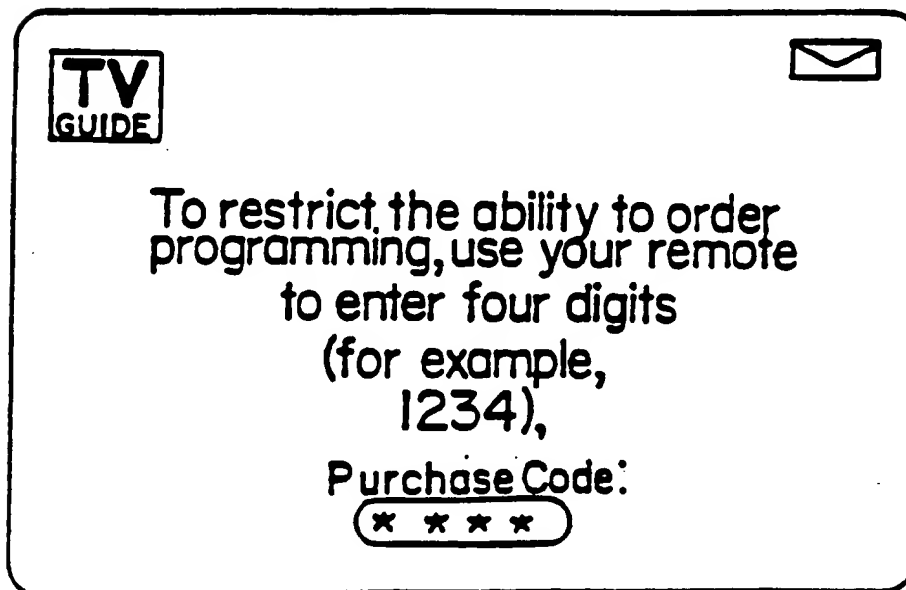 TV
GUIDE
To restrict the ability to order
programming, use your remote
to enter four digits
(for example,
1234),
Purchase Code:
* * * *